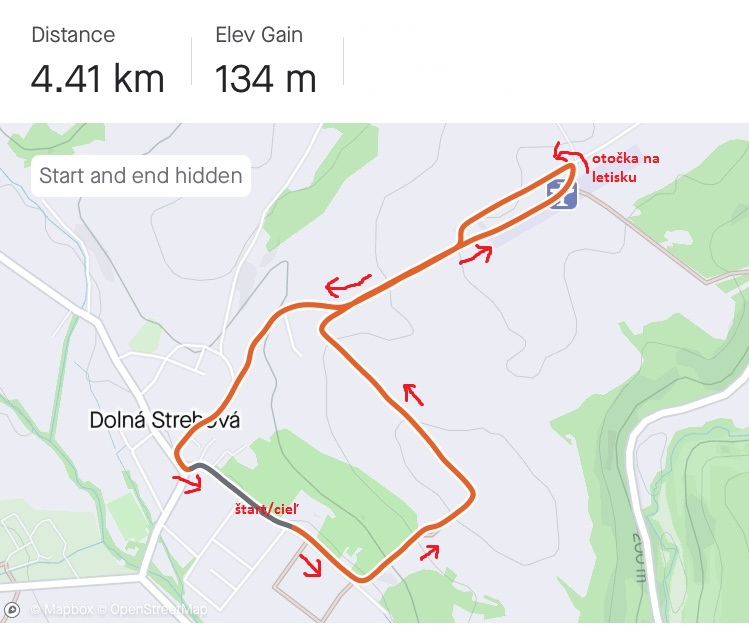 Distance
Elev Gain
4.41 km
134 m
Start and end hidden
otočka na
letisku
Dolná Strehová
štart/cieľ
200 m
© Mapbox © OpenStreetMap